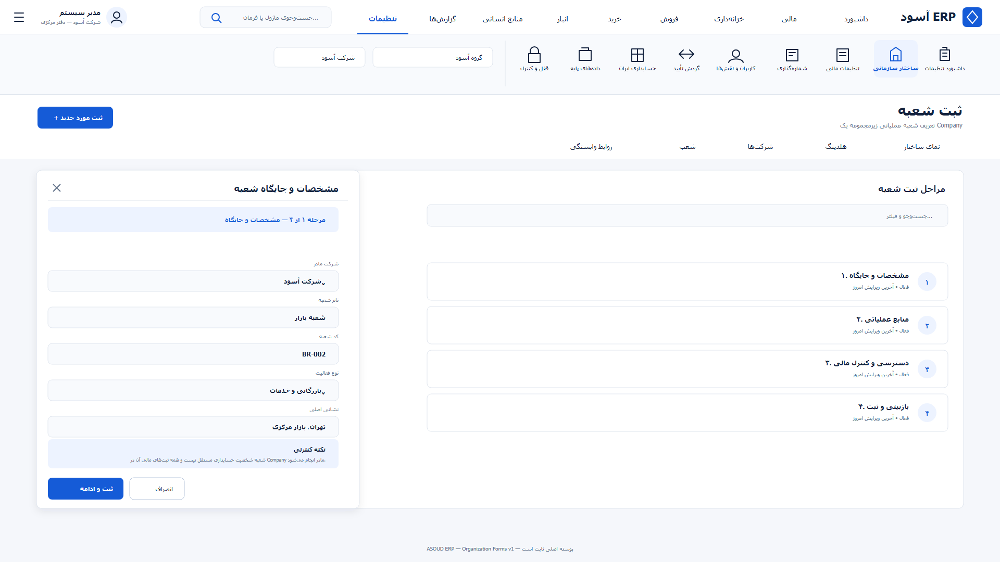 ERP آسود
داشبورد
مالی
خزانه‌داری
فروش
خرید
انبار
منابع انسانی
گزارش‌ها
تنظیمات
جست‌وجوی ماژول یا فرمان...
مدیر سیستم
شرکت آسود — دفتر مرکزی
داشبورد تنظیمات
ساختار سازمانی
تنظیمات مالی
شماره‌گذاری
کاربران و نقش‌ها
گردش تأیید
حسابداری ایران
داده‌های پایه
قفل و کنترل
گروه آسود
شرکت آسود
ثبت شعبه
تعریف شعبه عملیاتی زیرمجموعه یک Company
ثبت مورد جدید +
نمای ساختار
هلدینگ
شرکت‌ها
شعب
روابط وابستگی
مراحل ثبت شعبه
جست‌وجو و فیلتر...
۱
۱. مشخصات و جایگاه
فعال • آخرین ویرایش امروز
۲
۲. منابع عملیاتی
فعال • آخرین ویرایش امروز
۳
۳. دسترسی و کنترل مالی
فعال • آخرین ویرایش امروز
۴
۴. بازبینی و ثبت
فعال • آخرین ویرایش امروز
مشخصات و جایگاه شعبه
مرحله ۱ از ۴ — مشخصات و جایگاه
شرکت مادر
شرکت آسود
نام شعبه
شعبه بازار
کد شعبه
BR-002
نوع فعالیت
بازرگانی و خدمات
نشانی اصلی
تهران، بازار مرکزی
نکته کنترلی
شعبه شخصیت حسابداری مستقل نیست و همه ثبت‌های مالی آن در Company مادر انجام می‌شود.
ثبت و ادامه
انصراف
ASOUD ERP — Organization Forms v1 — پوسته اصلی ثابت است